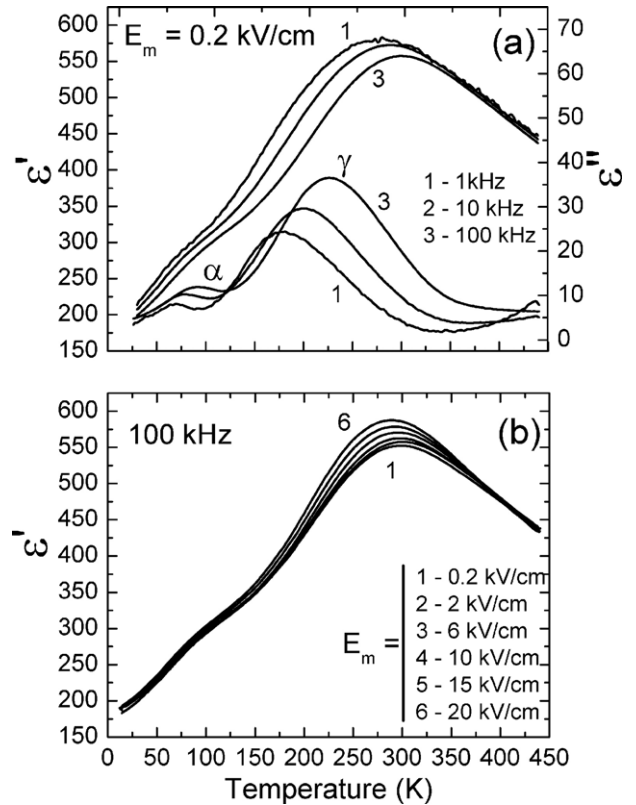 600
550
500
450
400
350
300
250
200
150
ε'
E_m = 0.2 kV/cm
1
(a)
3
γ
1 - 1kHz
2 - 10 kHz
3 - 100 kHz
3
α
1
70
60
50
40
30
20
10
0
ε''
600
550
500
450
400
350
300
250
200
150
ε'
100 kHz
6
(b)
1
E_m =
1 - 0.2 kV/cm
2 - 2 kV/cm
3 - 6 kV/cm
4 - 10 kV/cm
5 - 15 kV/cm
6 - 20 kV/cm
0 50 100 150 200 250 300 350 400 450
Temperature (K)